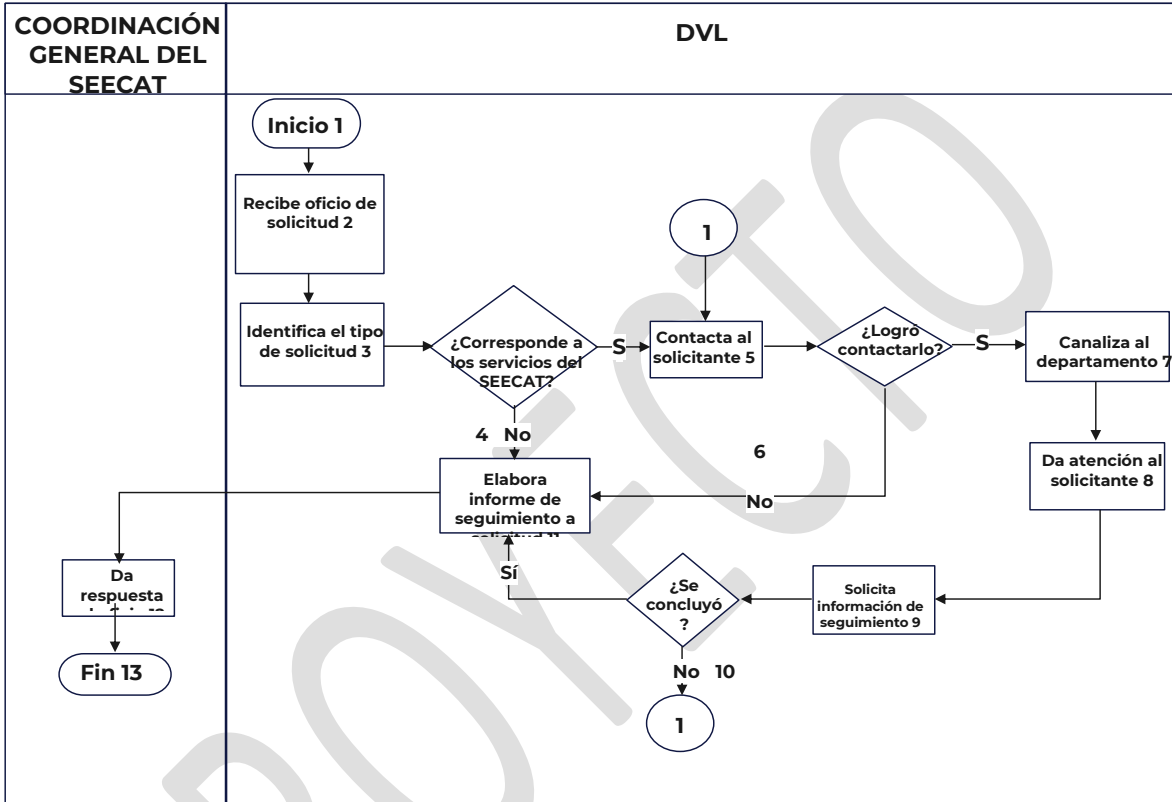 COORDINACIÓN
GENERAL DEL
SEECAT
DVL
Inicio 1
Recibe oficio de
solicitud 2
Identifica el tipo
de solicitud 3
¿Corresponde a
los servicios del
SEECAT?
S
4 No
1
Contacta al
solicitante 5
¿Logró
contactarlo?
S
6
No
Canaliza al
departamento 7
Da atención al
solicitante 8
Solicita
información de
seguimiento 9
¿Se
concluyó
?
Sí
No 10
1
Elabora
informe de
seguimiento a
solicitud 11
Da
respuesta
Fin 13
PROYECTO